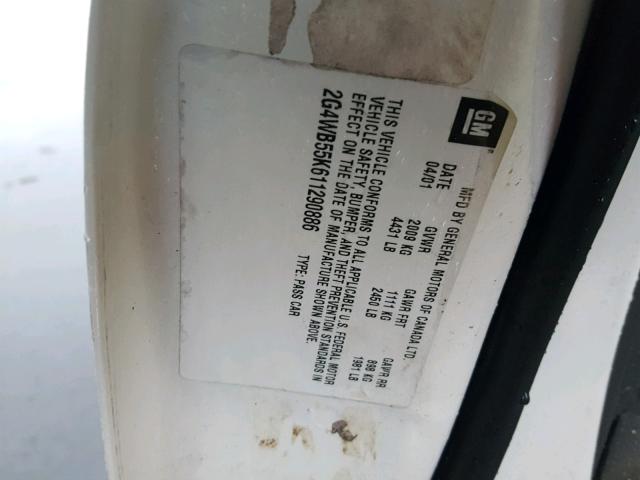 GM
MFD BY GENERAL MOTORS OF CANADA LTD.
DATE GVWR GAWR FRT GAWR RR
04/01 2009 KG 1111 KG 898 KG
4431 LB 2450 LB 1981 LB
THIS VEHICLE CONFORMS TO ALL APPLICABLE U.S. FEDERAL MOTOR
VEHICLE SAFETY, BUMPER, AND THEFT PREVENTION STANDARDS IN
EFFECT ON THE DATE OF MANUFACTURE SHOWN ABOVE.
2G4WB55K611290886 TYPE: PASS CAR